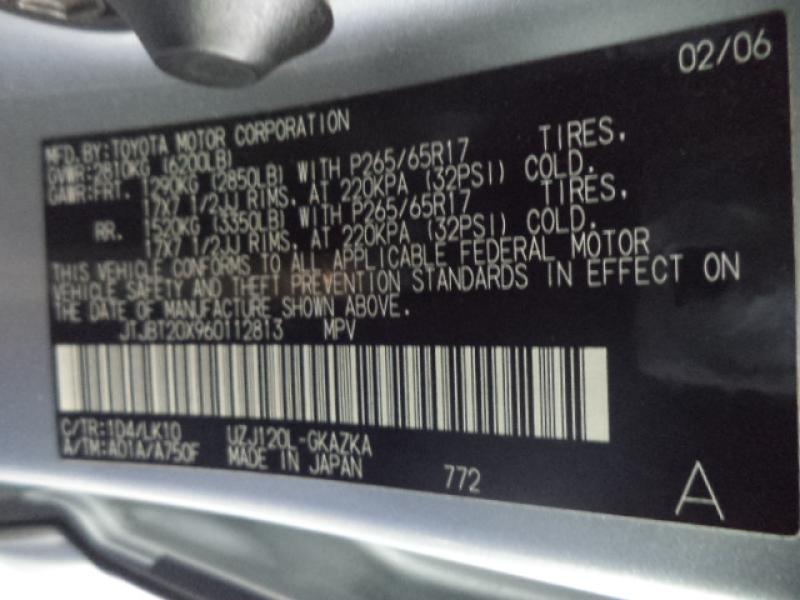 02/06
MFD.BY:TOYOTA MOTOR CORPORATION
GVWR:2810KG (6200LB)
GAWR:FRT. 1290KG (2850LB) WITH P265/65R17 TIRES,
17X7 1/2JJ RIMS, AT 220KPA (32PSI) COLD.
RR. 1520KG (3350LB) WITH P265/65R17 TIRES,
17X7 1/2JJ RIMS, AT 220KPA (32PSI) COLD.
THIS VEHICLE CONFORMS TO ALL APPLICABLE FEDERAL MOTOR
VEHICLE SAFETY AND THEFT PREVENTION STANDARDS IN EFFECT ON
THE DATE OF MANUFACTURE SHOWN ABOVE.
JTJBT20X960112813 MPV
C/TR:1D4/LK10 UZJ120L-GKAZKA
A/TM:A01A/A750F MADE IN JAPAN 772
A